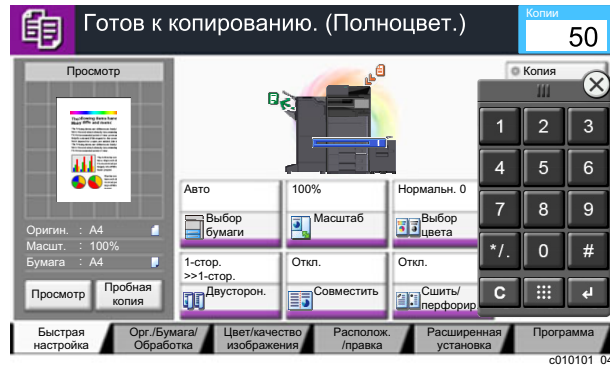 Готов к копированию. (Полноцвет.)
Копии
50
Просмотр
Оригин. : A4
Масшт. : 100%
Бумага : A4
Просмотр
Пробная
копия
Копия
Авто
Выбор
бумаги
100%
Масштаб
Нормальн. 0
Выбор
цвета
1-стор.
>>1-стор.
Двусторон.
Откл.
Совместить
Откл.
Сшить/
перфорир
1 2 3
4 5 6
7 8 9
*/. 0 #
C
Быстрая
настройка
Орг./Бумага/
Обработка
Цвет/качество
изображения
Располож.
/правка
Расширенная
установка
Программа
c010101_04